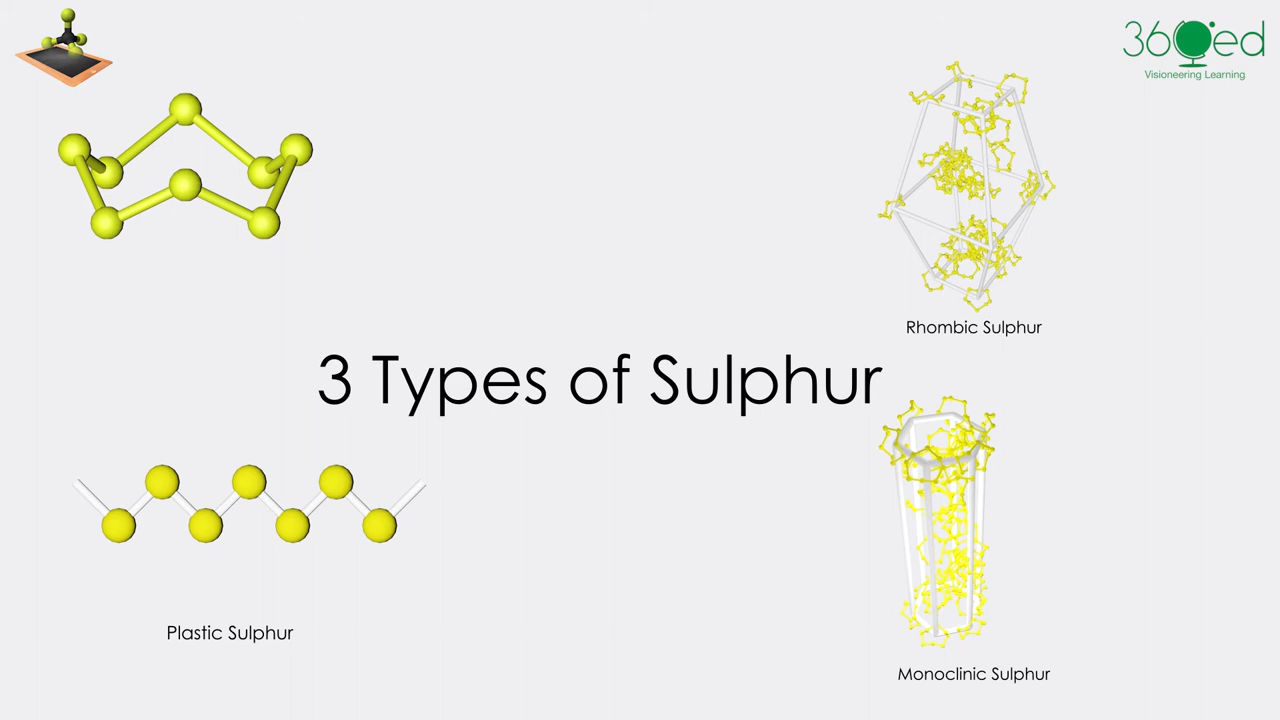 360ed
Visioneering Learning
Rhombic Sulphur
3 Types of Sulphur
Plastic Sulphur
Monoclinic Sulphur